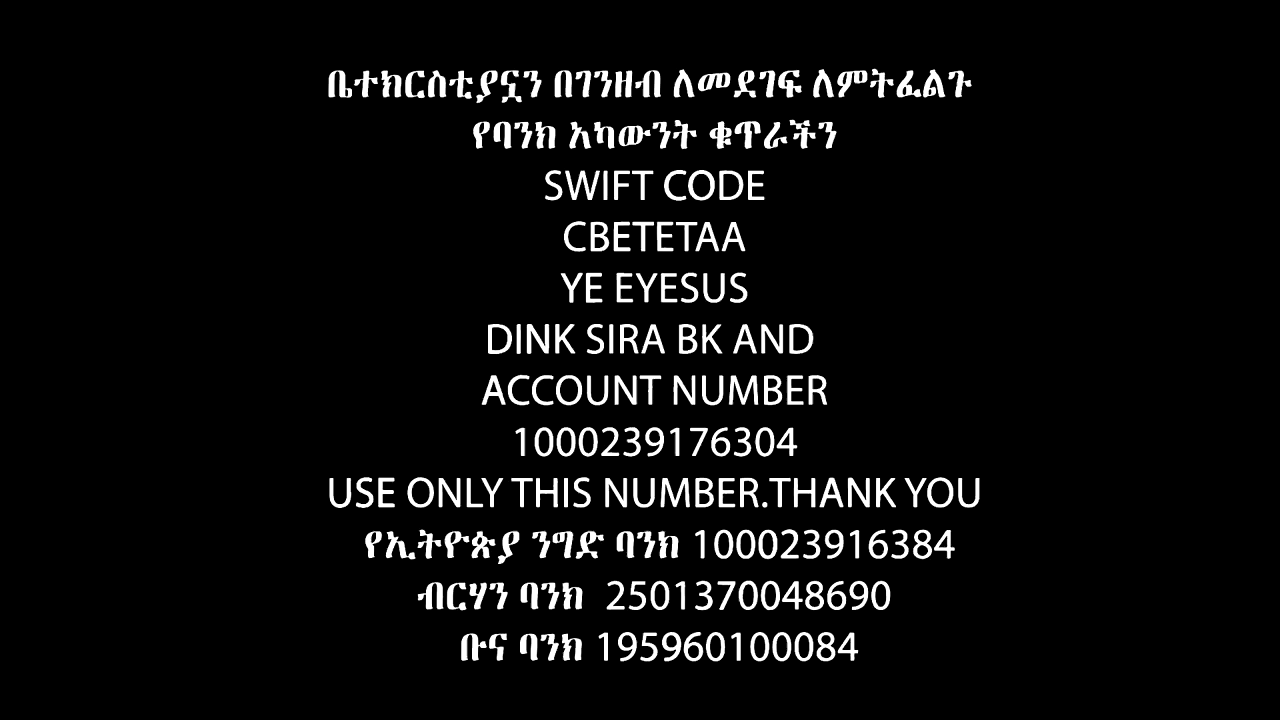 ቤተክርስቲያኗን በገንዘብ ለመደገፍ ለምትፈልጉ
የባንክ አካውንት ቁጥራችን
SWIFT CODE
CBETETAA
YE EYESUS
DINK SIRA BK AND
ACCOUNT NUMBER
1000239176304
USE ONLY THIS NUMBER.THANK YOU
የኢትዮጵያ ንግድ ባንክ 100023916384
ብርሃን ባንክ 2501370048690
ቡና ባንክ 195960100084